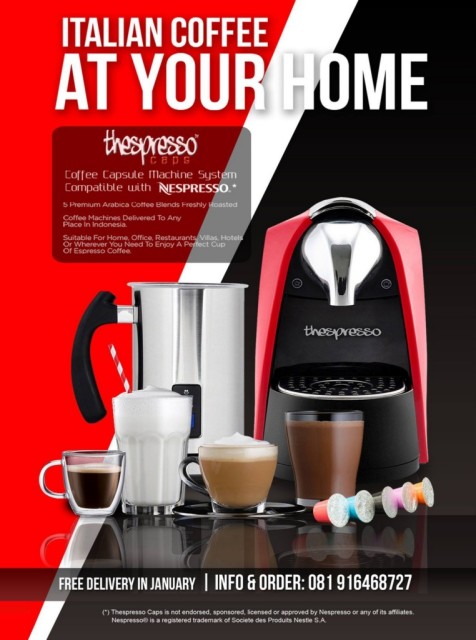 ITALIAN COFFEE
AT YOUR HOME
thespresso™
caps
Coffee Capsule Machine System
Compatible with NESPRESSO.*
5 Premium Arabica Coffee Blends Freshly Roasted
Coffee Machines Delivered To Any
Place In Indonesia.
Suitable For Home, Office, Restaurants, Villas, Hotels
Or Wherever You Need To Enjoy A Perfect Cup
Of Espresso Coffee.
thespresso
FREE DELIVERY IN JANUARY | INFO & ORDER: 081 916468727
(*) Thespresso Caps is not endorsed, sponsored, licensed or approved by Nespresso or any of its affiliates.
Nespresso® is a registered trademark of Societe des Produits Nestle S.A.